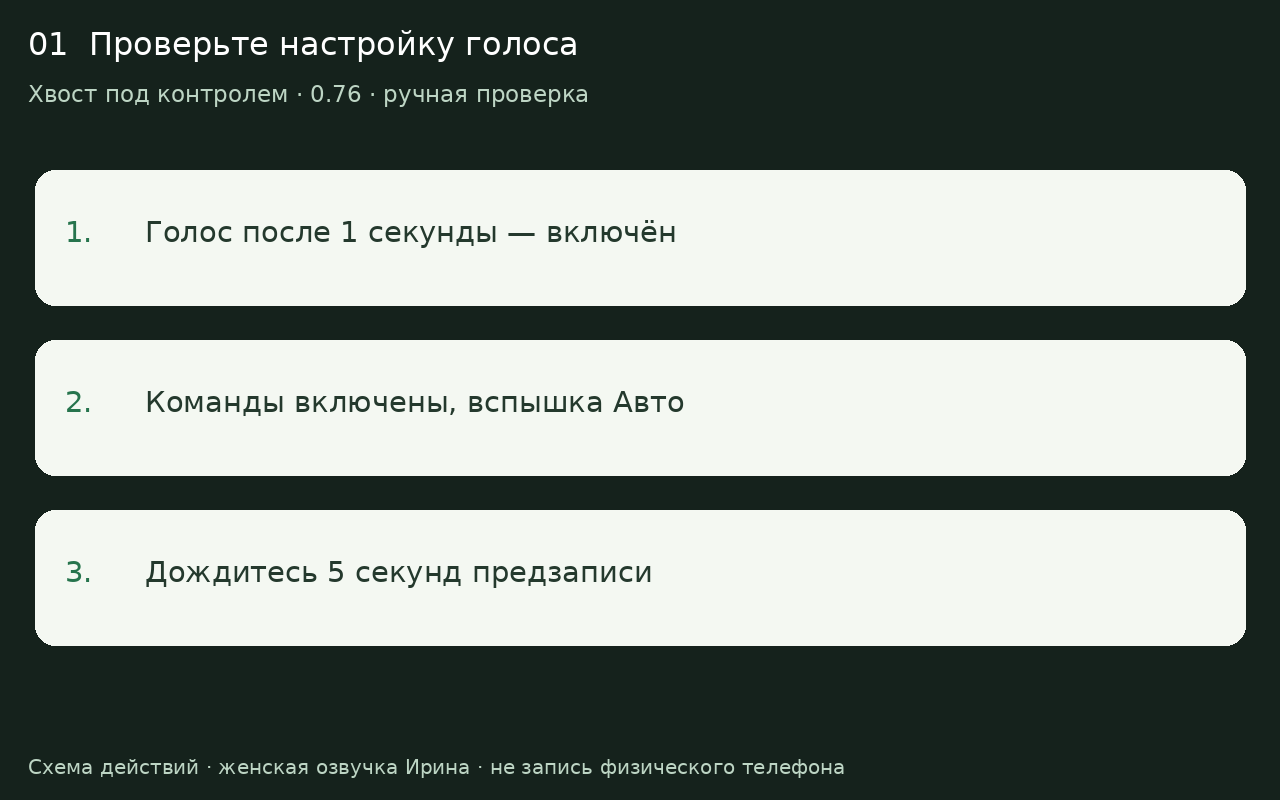 01 Проверьте настройку голоса
Хвост под контролем · 0.76 · ручная проверка
1. Голос после 1 секунды — включён
2. Команды включены, вспышка Авто
3. Дождитесь 5 секунд предзаписи
Схема действий · женская озвучка Ирина · не запись физического телефона